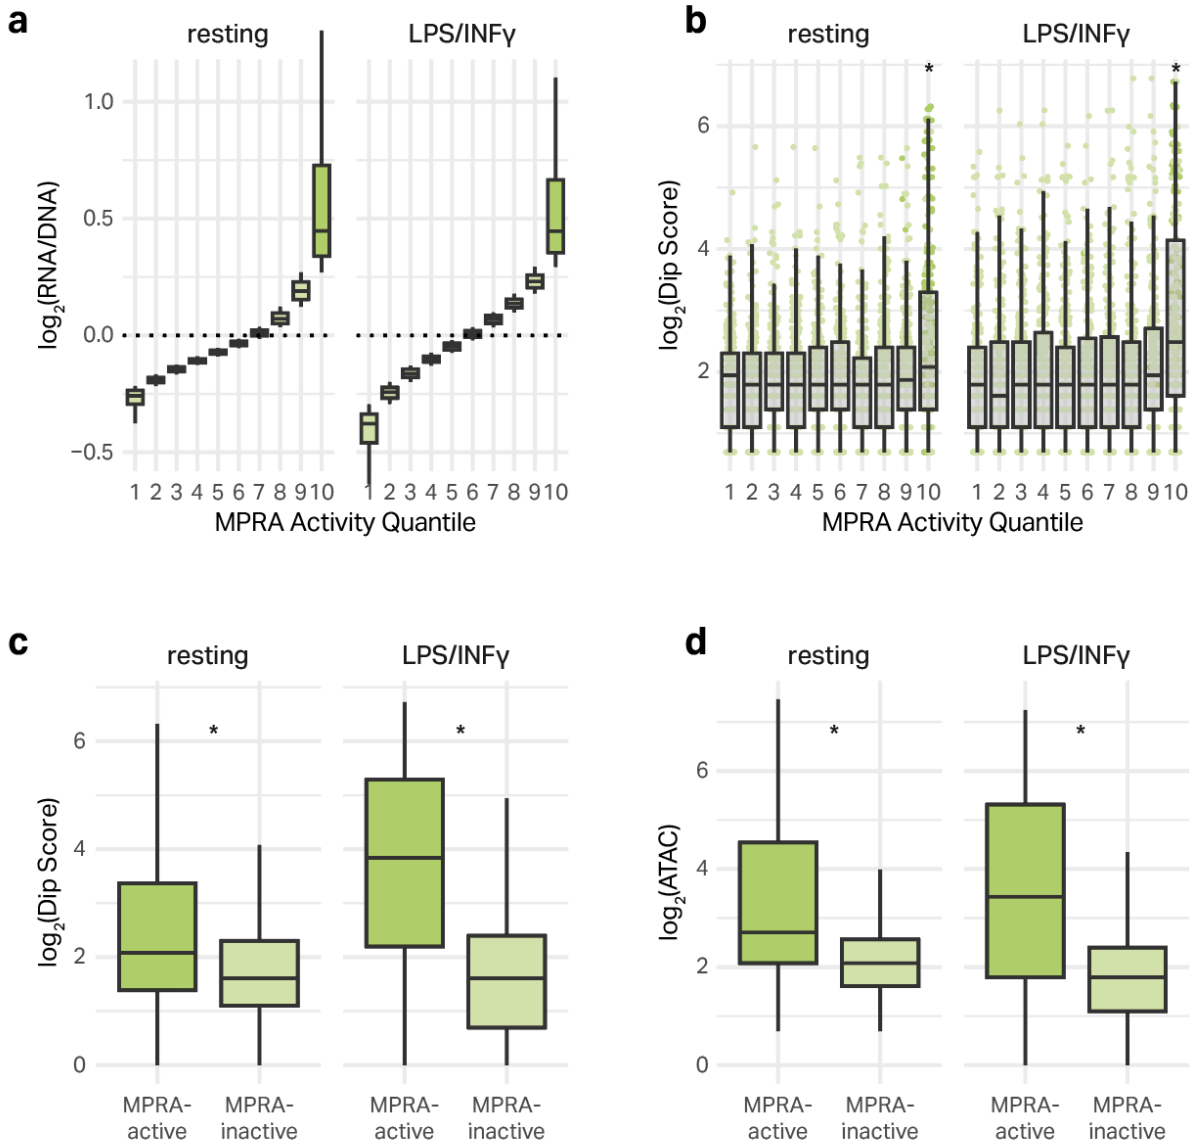 a
resting
LPS/INFγ
log₂(RNA/DNA)
1.0
0.5
0.0
−0.5
1 2 3 4 5 6 7 8 9 10
1 2 3 4 5 6 7 8 9 10
MPRA Activity Quantile
b
resting
LPS/INFγ
* *
log₂(Dip Score)
6
4
2
1 2 3 4 5 6 7 8 9 10
1 2 3 4 5 6 7 8 9 10
MPRA Activity Quantile
c
resting
LPS/INFγ
* *
log₂(Dip Score)
6
4
2
0
MPRA-
active
MPRA-
inactive
MPRA-
active
MPRA-
inactive
d
resting
LPS/INFγ
* *
log₂(ATAC)
6
4
2
0
MPRA-
active
MPRA-
inactive
MPRA-
active
MPRA-
inactive